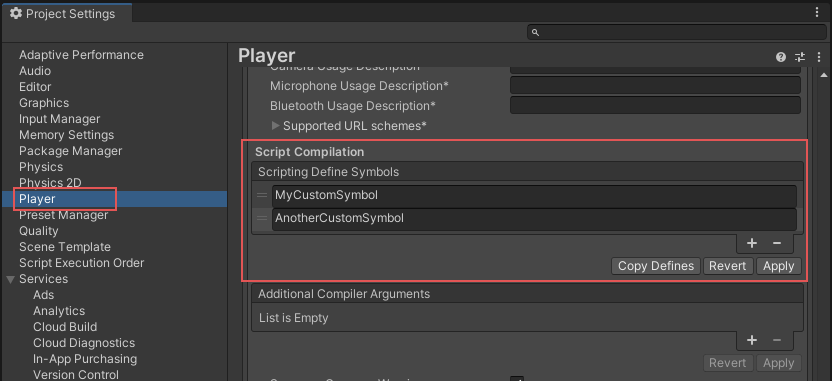 Project Settings
Adaptive Performance
Audio
Editor
Graphics
Input Manager
Memory Settings
Package Manager
Physics
Physics 2D
Player
Preset Manager
Quality
Scene Template
Script Execution Order
Services
Ads
Analytics
Cloud Build
Cloud Diagnostics
In-App Purchasing
Version Control
Player
Camera Usage Description*
Microphone Usage Description*
Bluetooth Usage Description*
Supported URL schemes*
Script Compilation
Scripting Define Symbols
MyCustomSymbol
AnotherCustomSymbol
Copy Defines Revert Apply
Additional Compiler Arguments
List is Empty
Revert Apply